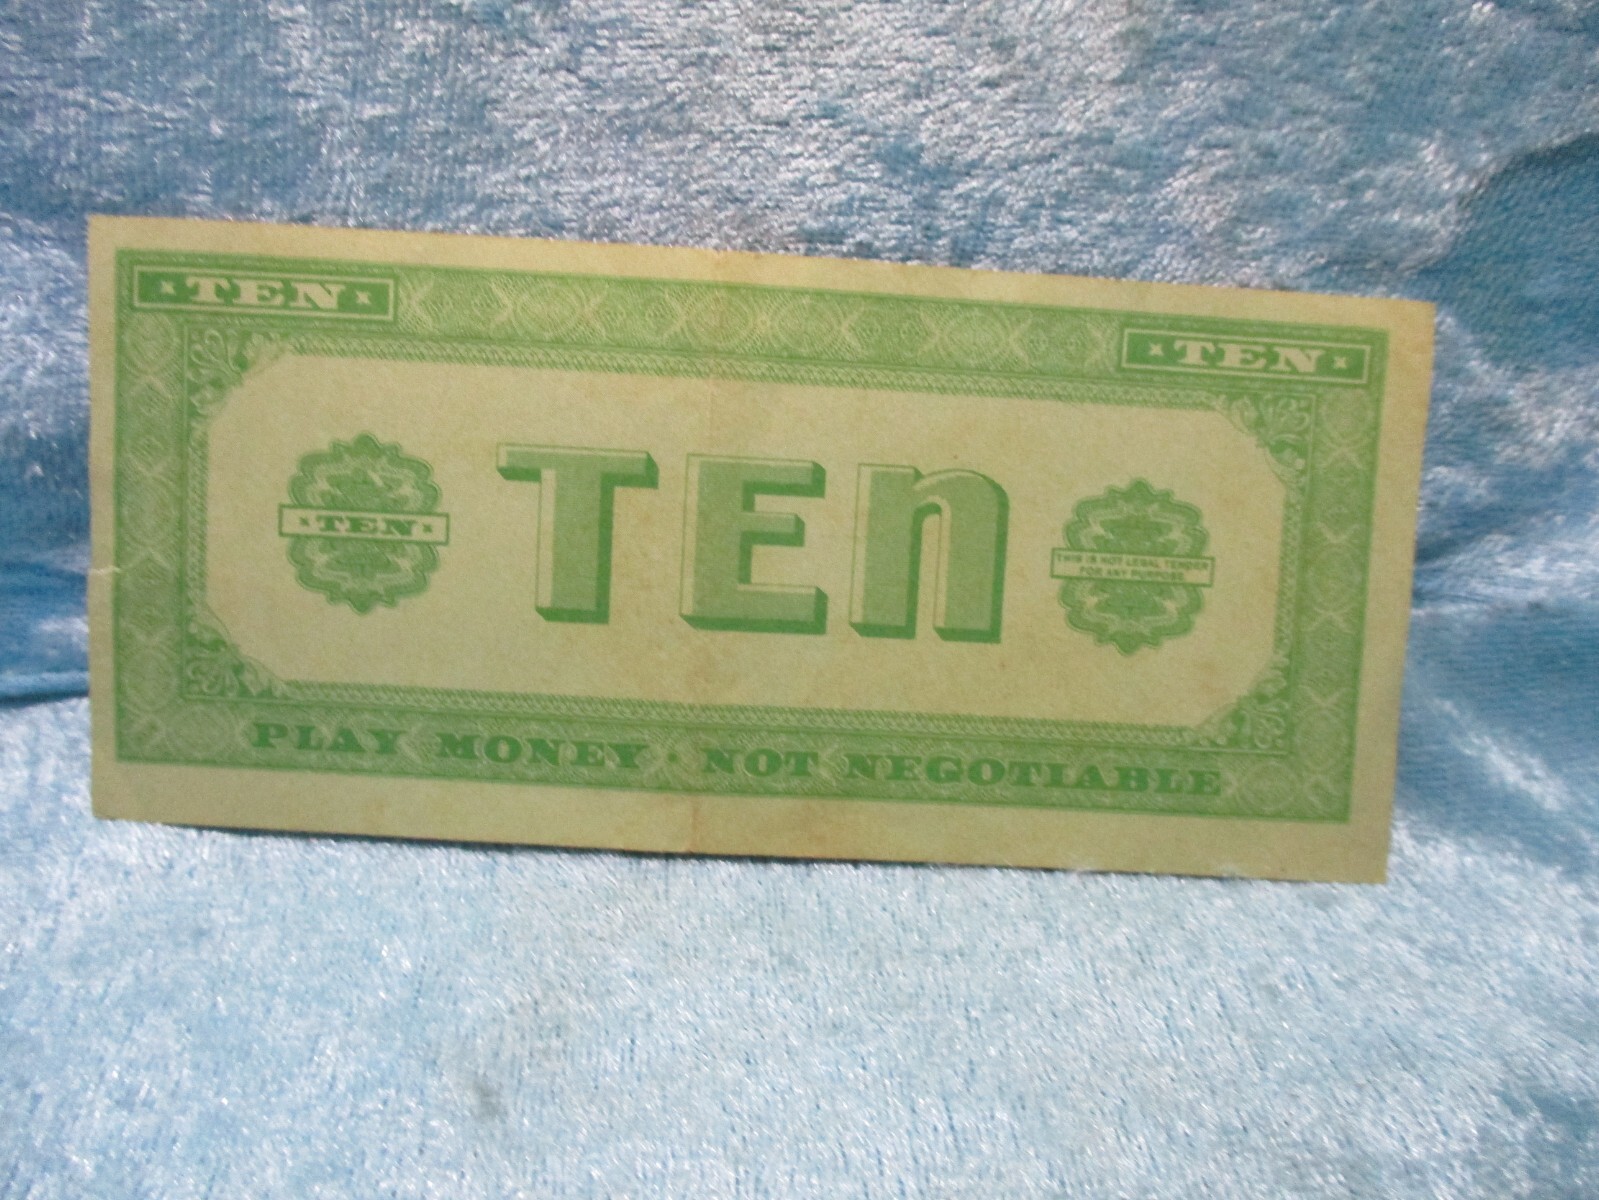 TEN
TEN
TEN
TEn
THIS IS NOT LEGAL TENDER
FOR ANY PURPOSE
PLAY MONEY · NOT NEGOTIABLE